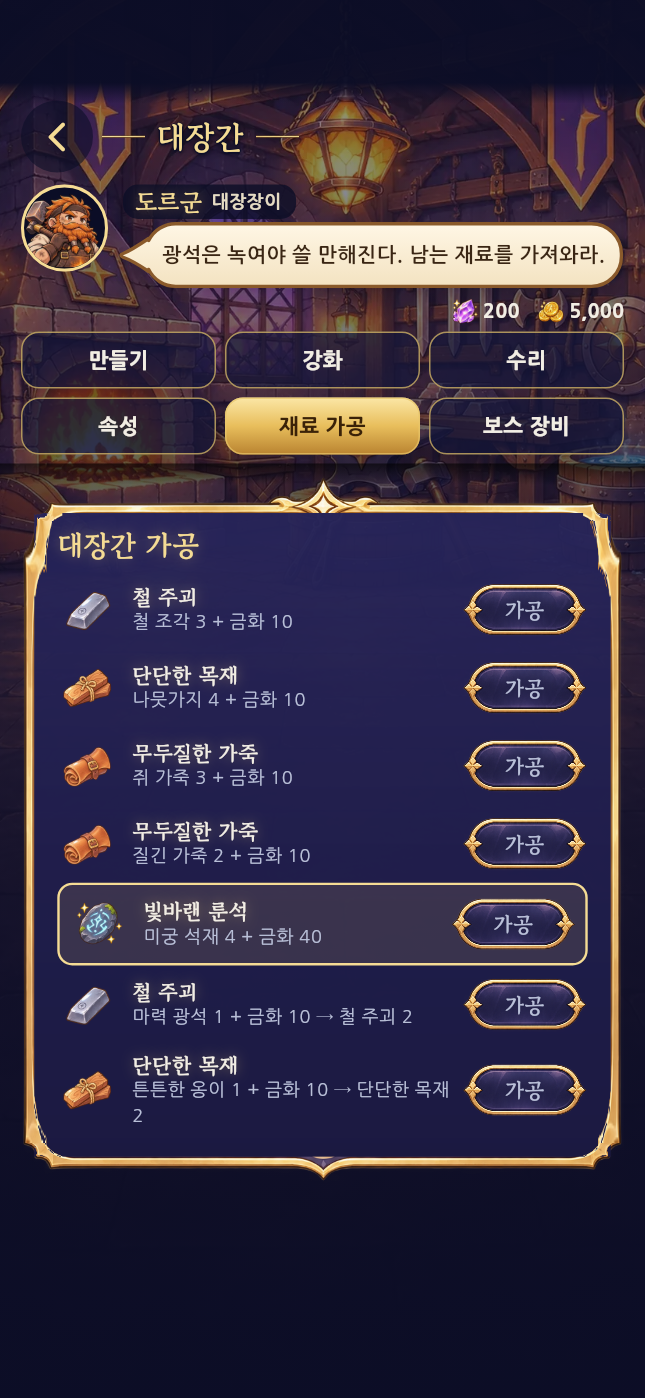 대장간
도르군 대장장이
광석은 녹여야 쓸 만해진다. 남는 재료를 가져와라.
200 5,000
만들기 강화 수리
속성 재료 가공 보스 장비
대장간 가공
철 주괴
철 조각 3 + 금화 10
가공
단단한 목재
나뭇가지 4 + 금화 10
가공
무두질한 가죽
쥐 가죽 3 + 금화 10
가공
무두질한 가죽
질긴 가죽 2 + 금화 10
가공
빛바랜 룬석
미궁 석재 4 + 금화 40
가공
철 주괴
마력 광석 1 + 금화 10 → 철 주괴 2
가공
단단한 목재
튼튼한 옹이 1 + 금화 10 → 단단한 목재
2
가공